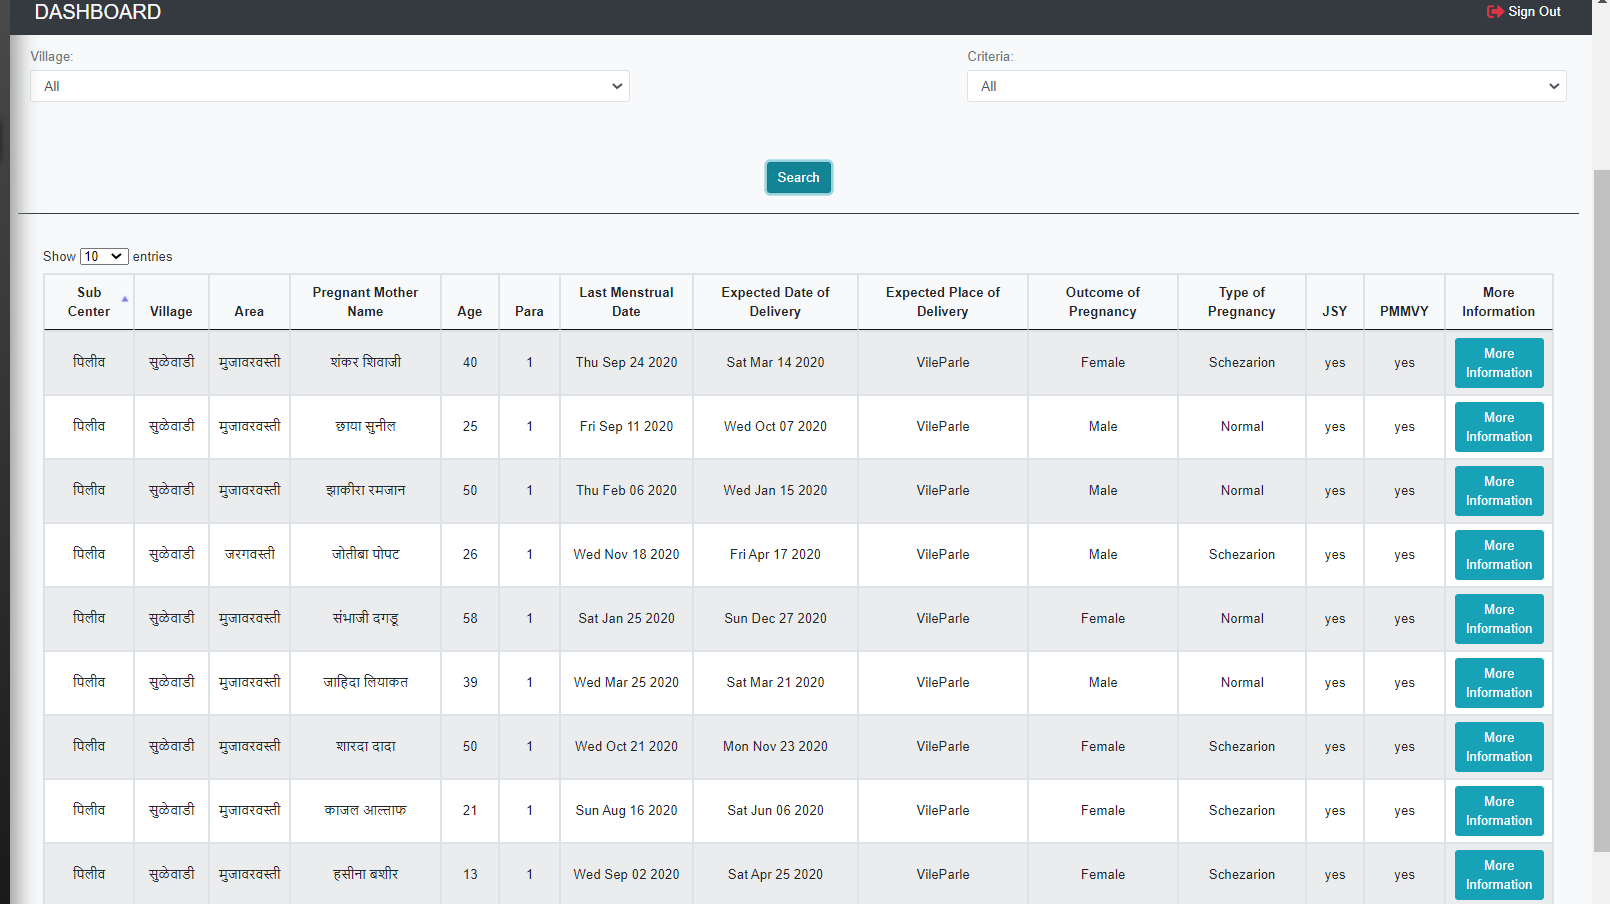 DASHBOARD
Sign Out
Village:
Criteria:
All
All
Search
Show 10 entries
Sub Center Village Area Pregnant Mother Name Age Para Last Menstrual Date Expected Date of Delivery Expected Place of Delivery Outcome of Pregnancy Type of Pregnancy JSY PMMVY More Information
पिलीव सुळेवाडी मुजावरवस्ती शंकर शिवाजी 40 1 Thu Sep 24 2020 Sat Mar 14 2020 VileParle Female Schezarion yes yes More Information
पिलीव सुळेवाडी मुजावरवस्ती छाया सुनील 25 1 Fri Sep 11 2020 Wed Oct 07 2020 VileParle Male Normal yes yes More Information
पिलीव सुळेवाडी मुजावरवस्ती झाकीरा रमजान 50 1 Thu Feb 06 2020 Wed Jan 15 2020 VileParle Male Normal yes yes More Information
पिलीव सुळेवाडी जरगवस्ती जोतीबा पोपट 26 1 Wed Nov 18 2020 Fri Apr 17 2020 VileParle Male Schezarion yes yes More Information
पिलीव सुळेवाडी मुजावरवस्ती संभाजी दगडू 58 1 Sat Jan 25 2020 Sun Dec 27 2020 VileParle Female Normal yes yes More Information
पिलीव सुळेवाडी मुजावरवस्ती जाहिदा लियाकत 39 1 Wed Mar 25 2020 Sat Mar 21 2020 VileParle Male Normal yes yes More Information
पिलीव सुळेवाडी मुजावरवस्ती शारदा दादा 50 1 Wed Oct 21 2020 Mon Nov 23 2020 VileParle Female Schezarion yes yes More Information
पिलीव सुळेवाडी मुजावरवस्ती काजल आल्ताफ 21 1 Sun Aug 16 2020 Sat Jun 06 2020 VileParle Female Schezarion yes yes More Information
पिलीव सुळेवाडी मुजावरवस्ती हसीना बशीर 13 1 Wed Sep 02 2020 Sat Apr 25 2020 VileParle Female Schezarion yes yes More Information